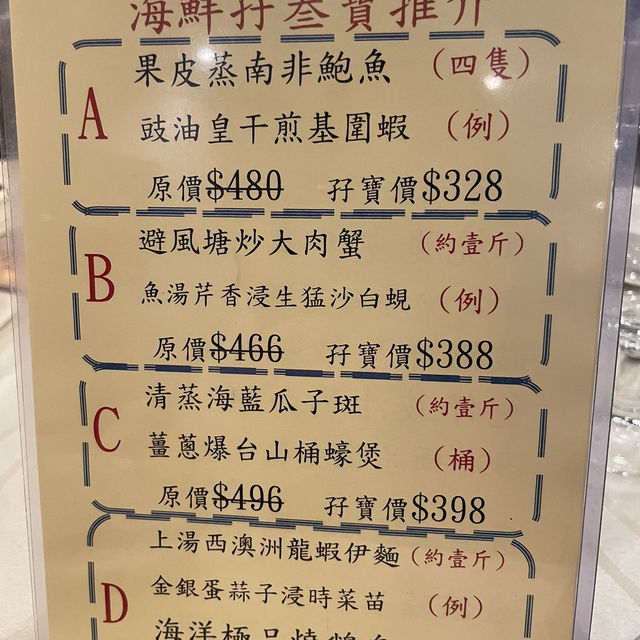 海鮮孖叁寶推介
A
果皮蒸南非鮑魚 (四隻)
豉油皇干煎基圍蝦 (例)
原價$480 孖寶價$328
B
避風塘炒大肉蟹 (約壹斤)
魚湯芹香浸生猛沙白蜆 (例)
原價$466 孖寶價$388
C
清蒸海藍瓜子斑 (約壹斤)
薑蔥爆台山桶蠔煲 (桶)
原價$496 孖寶價$398
D
上湯西澳洲龍蝦伊麵 (約壹斤)
金銀蛋蒜子浸時菜苗 (例)
海洋極品燒